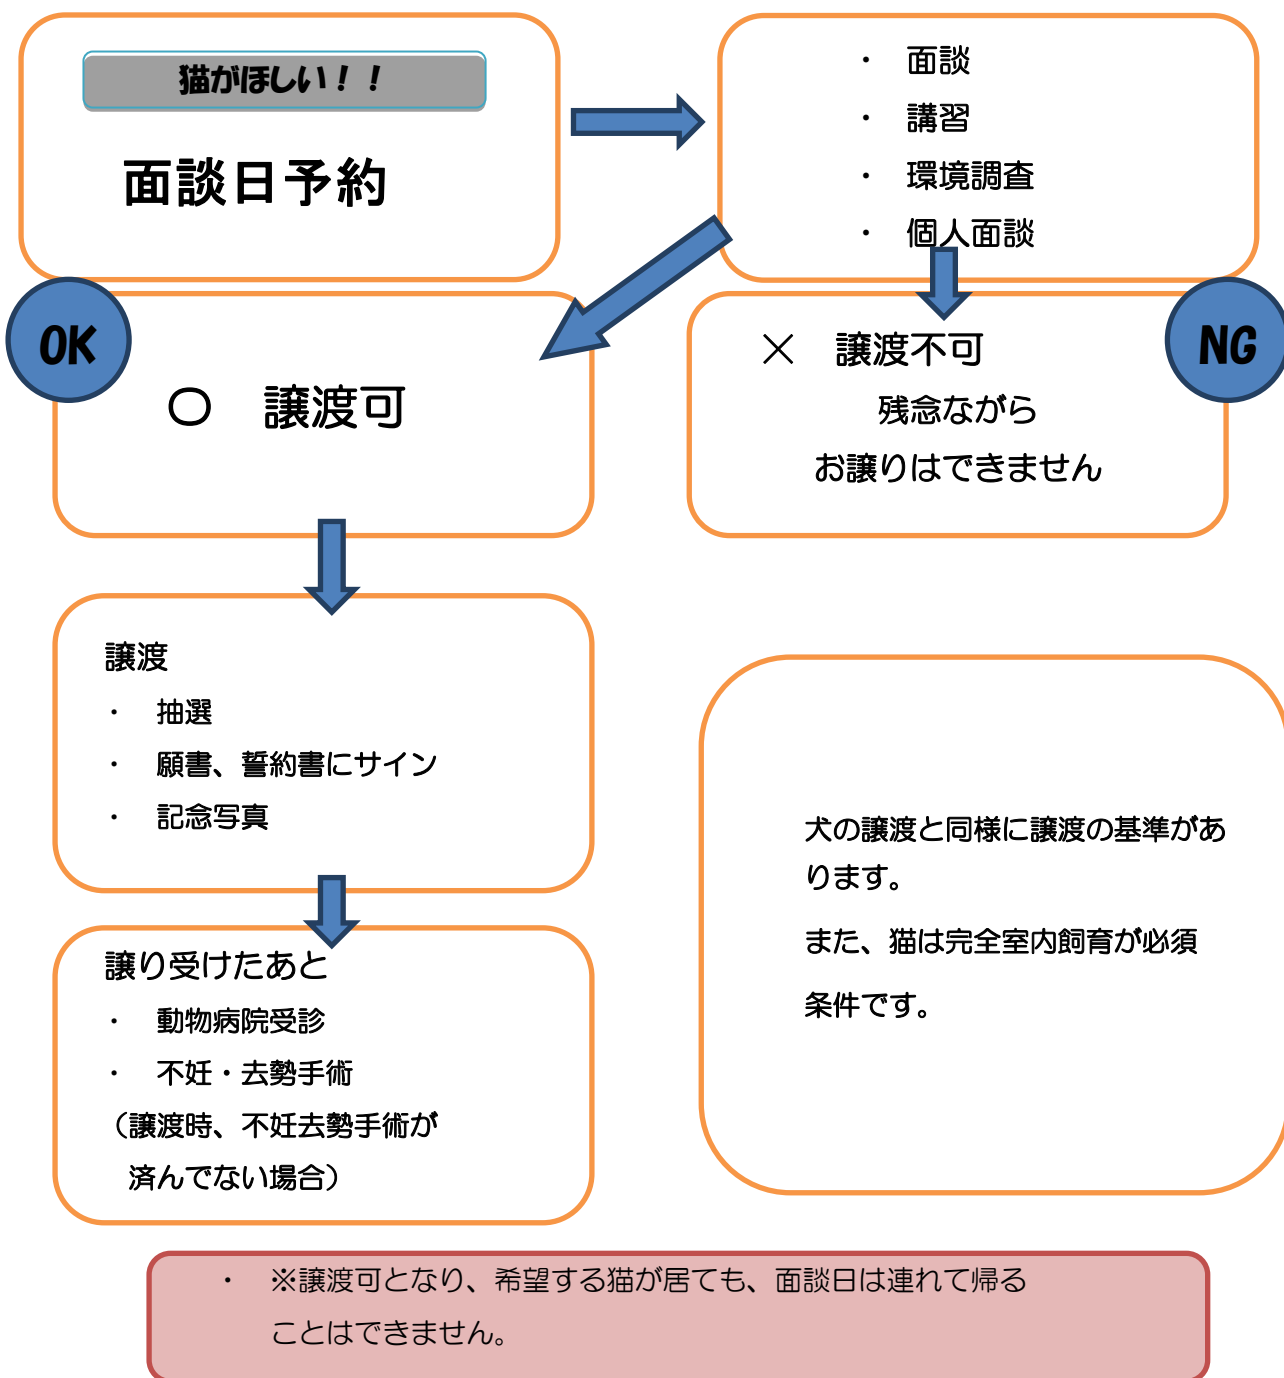 猫がほしい！！
面談日予約
・ 面談
・ 講習
・ 環境調査
・ 個人面談
OK
○ 譲渡可
NG
× 譲渡不可
残念ながら
お譲りはできません
譲渡
・ 抽選
・ 願書、誓約書にサイン
・ 記念写真
譲り受けたあと
・ 動物病院受診
・ 不妊・去勢手術
（譲渡時、不妊去勢手術が
済んでない場合）
犬の譲渡と同様に譲渡の基準があ
ります。
また、猫は完全室内飼育が必須
条件です。
・ ※譲渡可となり、希望する猫が居ても、面談日は連れて帰る
ことはできません。